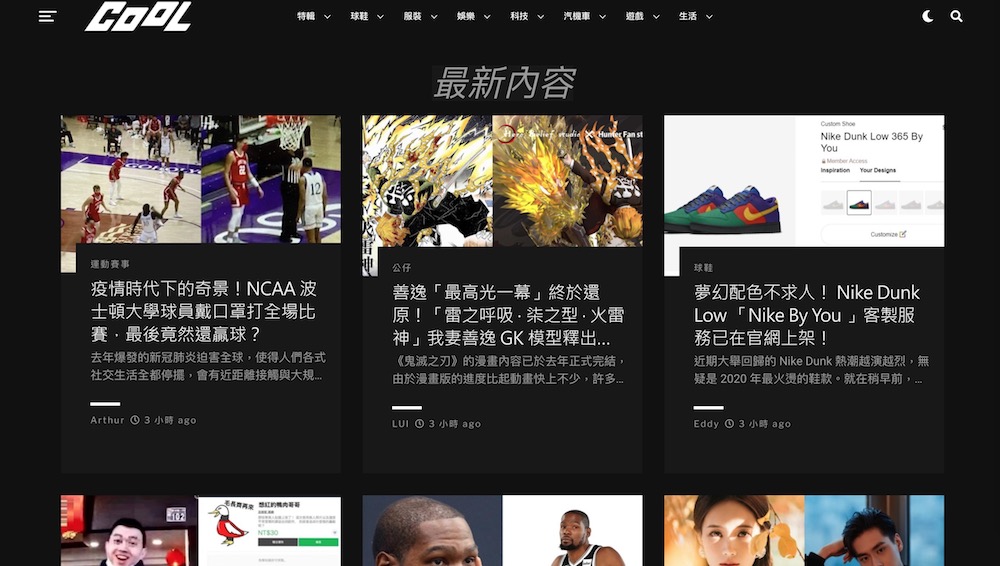 COOL
特輯 球鞋 服裝 娛樂 科技 汽機車 遊戲 生活
最新內容
Hunter Fan st
Custom Shoe
Nike Dunk Low 365 By
You
Member Access
Inspiration Your Designs
Customize
運動賽事
疫情時代下的奇景！NCAA 波
士頓大學球員戴口罩打全場比
賽，最後竟然還贏球？
去年爆發的新冠肺炎迫害全球，使得人們各式
社交生活全都停擺，會有近距離接觸與大規...
Arthur 3 小時 ago
公仔
善逸「最高光一幕」終於還
原！「雷之呼吸．柒之型．火雷
神」我妻善逸 GK 模型釋出...
《鬼滅之刃》的漫畫內容已於去年正式完結，
由於漫畫版的進度比起動畫快上不少，許多...
LUI 3 小時 ago
球鞋
夢幻配色不求人！ Nike Dunk
Low「Nike By You 」客製服
務已在官網上架！
近期大舉回歸的 Nike Dunk 熱潮越演越烈，無
疑是 2020 年最火燙的鞋款。就在稍早前，...
Eddy 3 小時 ago
毛長齊再來
想紅的鴨肉哥哥
NT$30